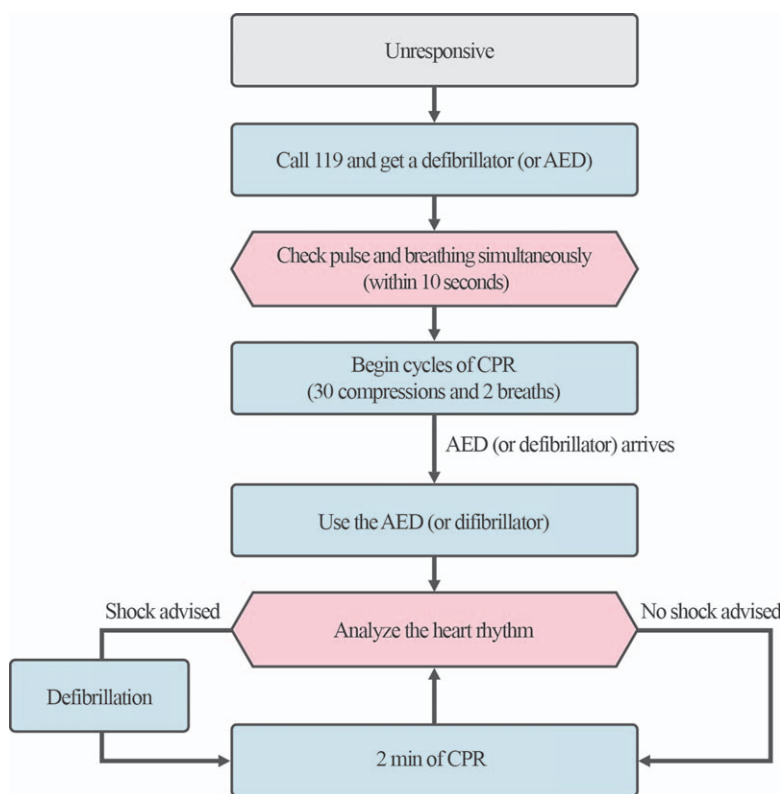 Unresponsive
Call 119 and get a defibrillator (or AED)
Check pulse and breathing simultaneously
(within 10 seconds)
Begin cycles of CPR
(30 compressions and 2 breaths)
AED (or defibrillator) arrives
Use the AED (or difibrillator)
Shock advised
No shock advised
Analyze the heart rhythm
Defibrillation
2 min of CPR